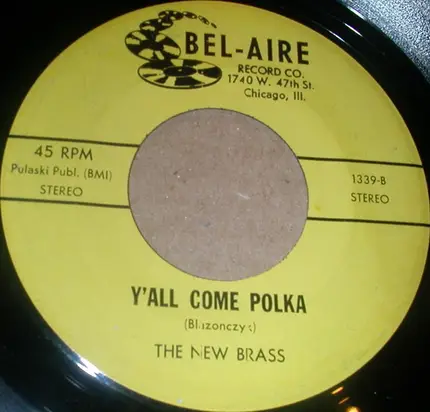 BEL-AIRE
RECORD CO.
1740 W. 47th St.
Chicago, Ill.
45 RPM
Pulaski Publ. (BMI)
STEREO
1339-B
STEREO
Y'ALL COME POLKA
(Blazonczyk)
THE NEW BRASS